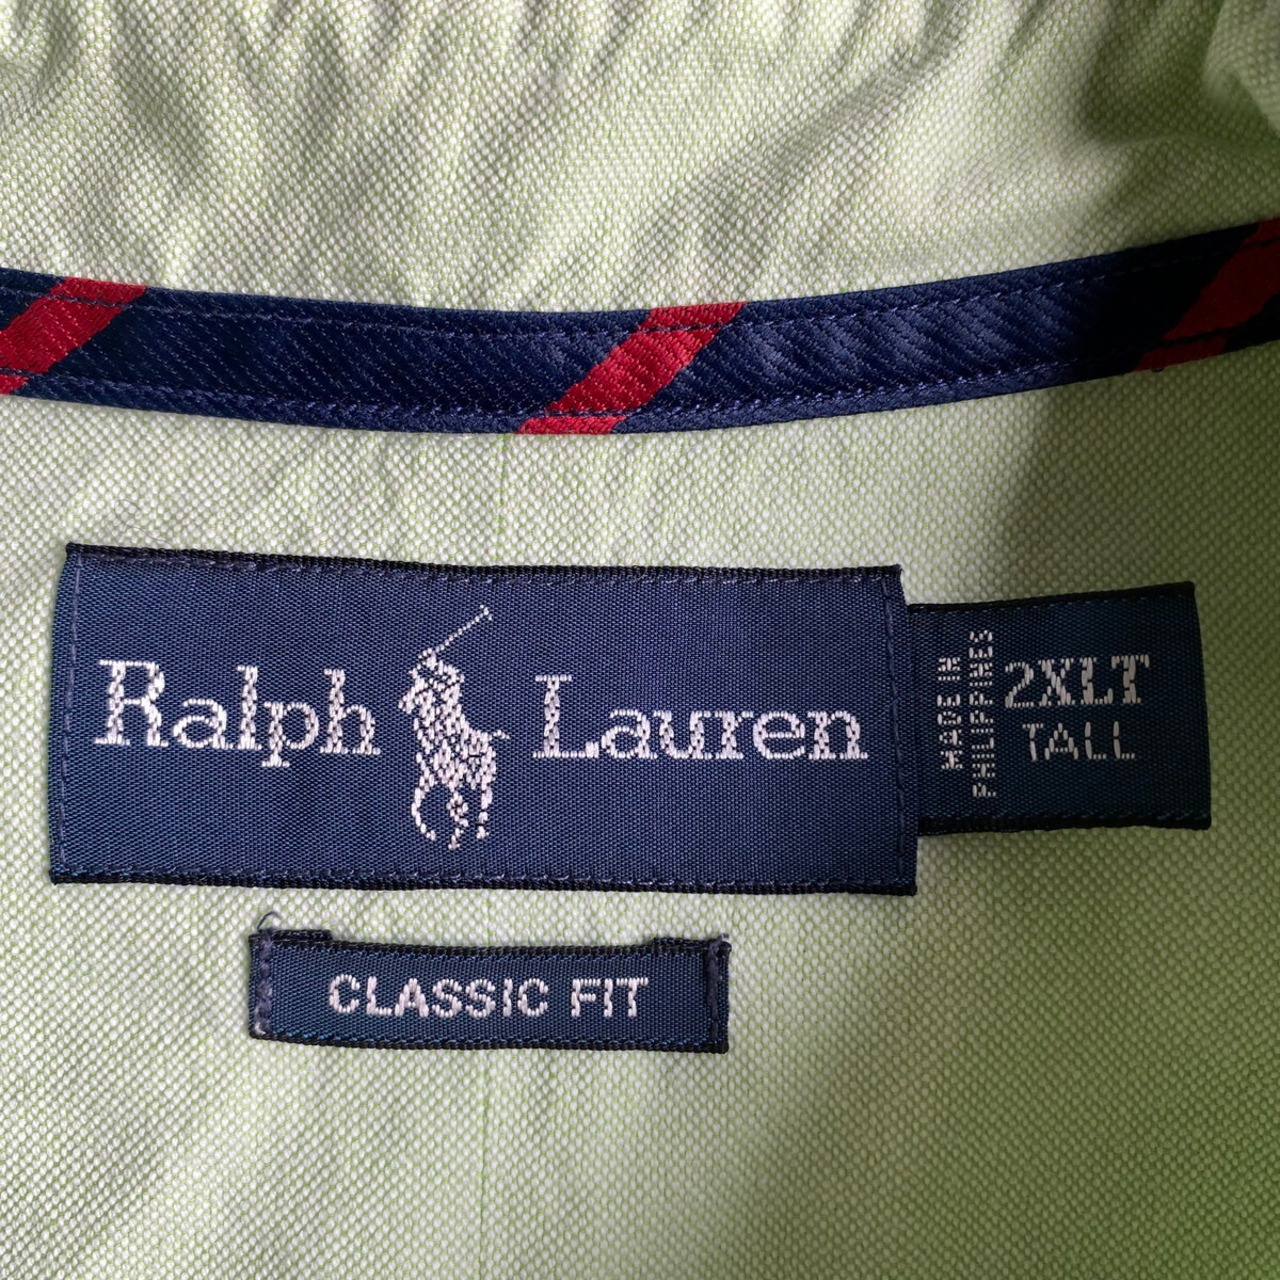 Ralph Lauren
MADE IN
PHILIPPINES
2XLT
TALL
CLASSIC FIT